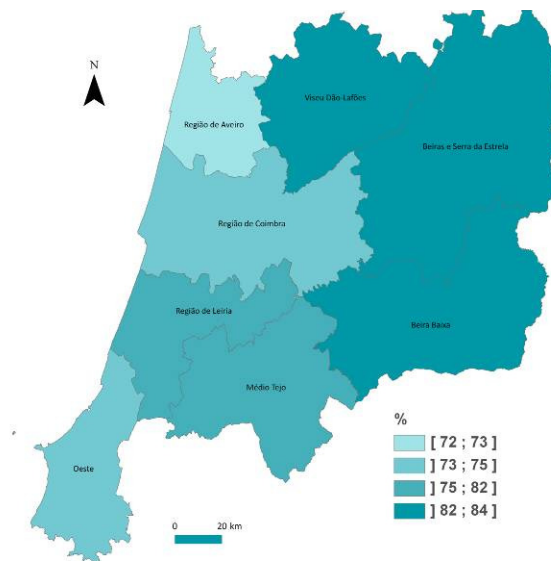 N
Viseu Dão-Lafões
Região de Aveiro
Beiras e Serra da Estrela
Região de Coimbra
Região de Leiria
Beira Baixa
Médio Tejo
Oeste
%
[ 72 ; 73 ]
] 73 ; 75 ]
] 75 ; 82 ]
] 82 ; 84 ]
0 20 km